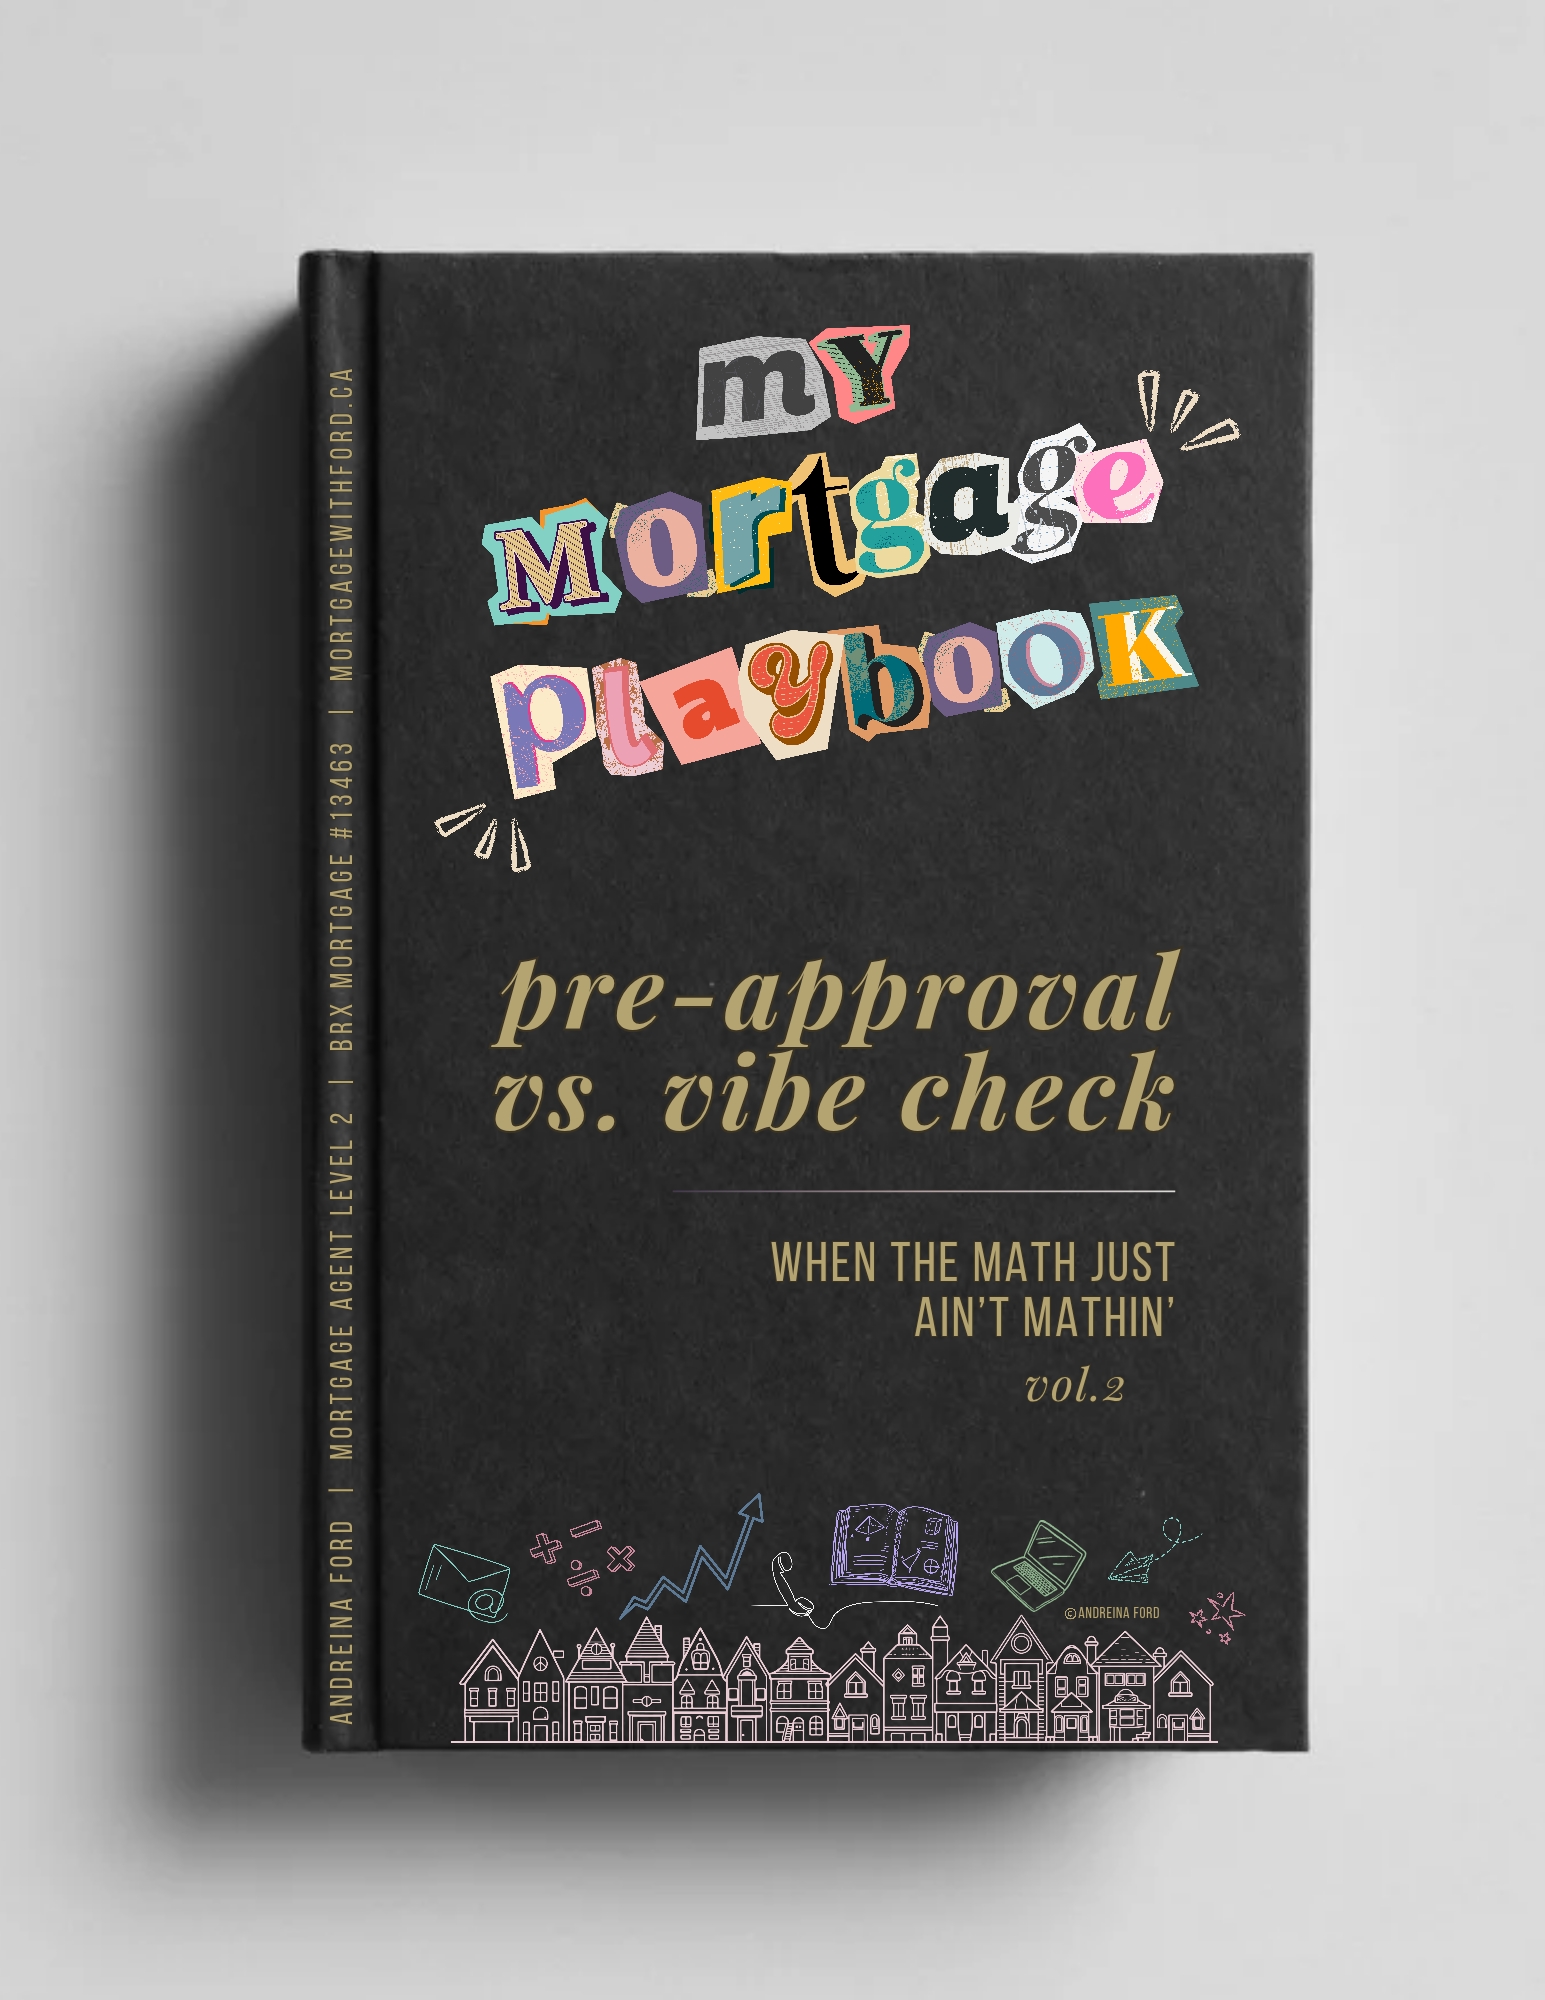 my
Mortgage
playbook
pre-approval
vs. vibe check
WHEN THE MATH JUST
AIN'T MATHIN'
vol.2
©ANDREINA FORD
ANDREINA FORD | MORTGAGE AGENT LEVEL 2 | BRX MORTGAGE #13463 | MORTGAGEWITHFORD.CA